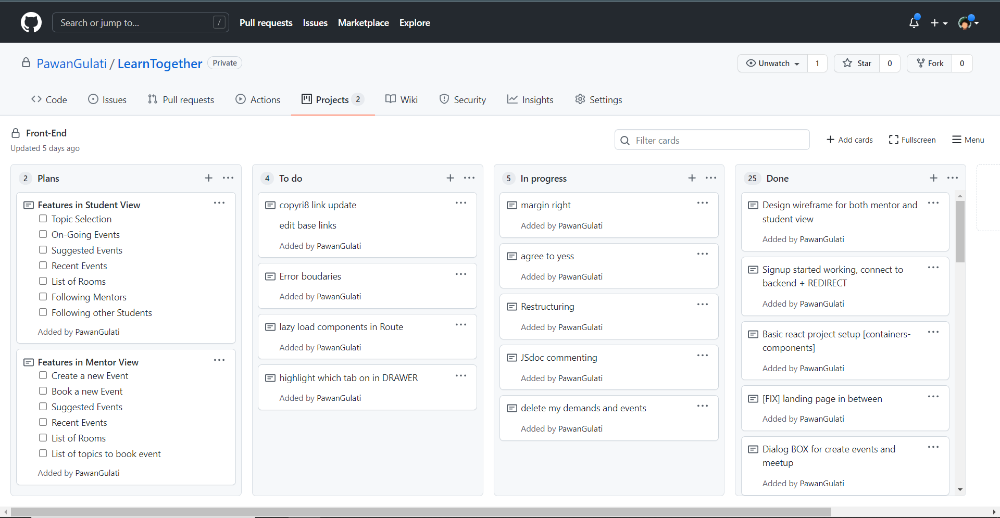 Search or jump to... /
Pull requests Issues Marketplace Explore
PawanGulati / LearnTogether Private
Unwatch 1 Star 0 Fork 0
Code Issues Pull requests Actions Projects 2 Wiki Security Insights Settings
Front-End
Updated 5 days ago
Filter cards Add cards Fullscreen Menu
2 Plans
Features in Student View
Topic Selection
On-Going Events
Suggested Events
Recent Events
List of Rooms
Following Mentors
Following other Students
Added by PawanGulati
Features in Mentor View
Create a new Event
Book a new Event
Suggested Events
Recent Events
List of Rooms
List of topics to book event
Added by PawanGulati
4 To do
copyri8 link update
edit base links
Added by PawanGulati
Error boudaries
Added by PawanGulati
lazy load components in Route
Added by PawanGulati
highlight which tab on in DRAWER
Added by PawanGulati
5 In progress
margin right
Added by PawanGulati
agree to yess
Added by PawanGulati
Restructuring
Added by PawanGulati
JSdoc commenting
Added by PawanGulati
delete my demands and events
Added by PawanGulati
25 Done
Design wireframe for both mentor and
student view
Added by PawanGulati
Signup started working, connect to
backend + REDIRECT
Added by PawanGulati
Basic react project setup [containers-
components]
Added by PawanGulati
[FIX] landing page in between
Added by PawanGulati
Dialog BOX for create events and
meetup
Added by PawanGulati